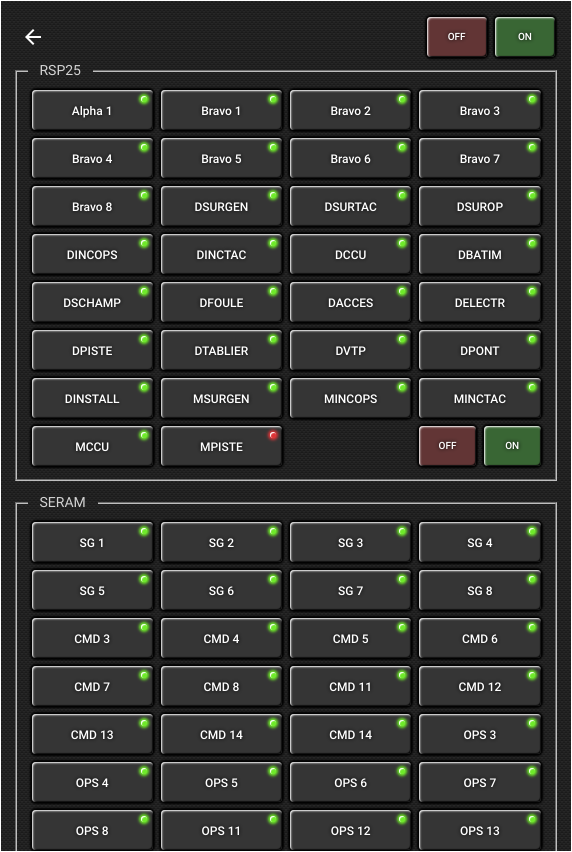 OFF ON
RSP25
Alpha 1 Bravo 1 Bravo 2 Bravo 3
Bravo 4 Bravo 5 Bravo 6 Bravo 7
Bravo 8 DSURGEN DSURTAC DSUROP
DINCOPS DINCTAC DCCU DBATIM
DSCHAMP DFOULE DACCES DELECTR
DPISTE DTABLIER DVTP DPONT
DINSTALL MSURGEN MINCOPS MINCTAC
MCCU MPISTE OFF ON
SERAM
SG 1 SG 2 SG 3 SG 4
SG 5 SG 6 SG 7 SG 8
CMD 3 CMD 4 CMD 5 CMD 6
CMD 7 CMD 8 CMD 11 CMD 12
CMD 13 CMD 14 CMD 14 OPS 3
OPS 4 OPS 5 OPS 6 OPS 7
OPS 8 OPS 11 OPS 12 OPS 13